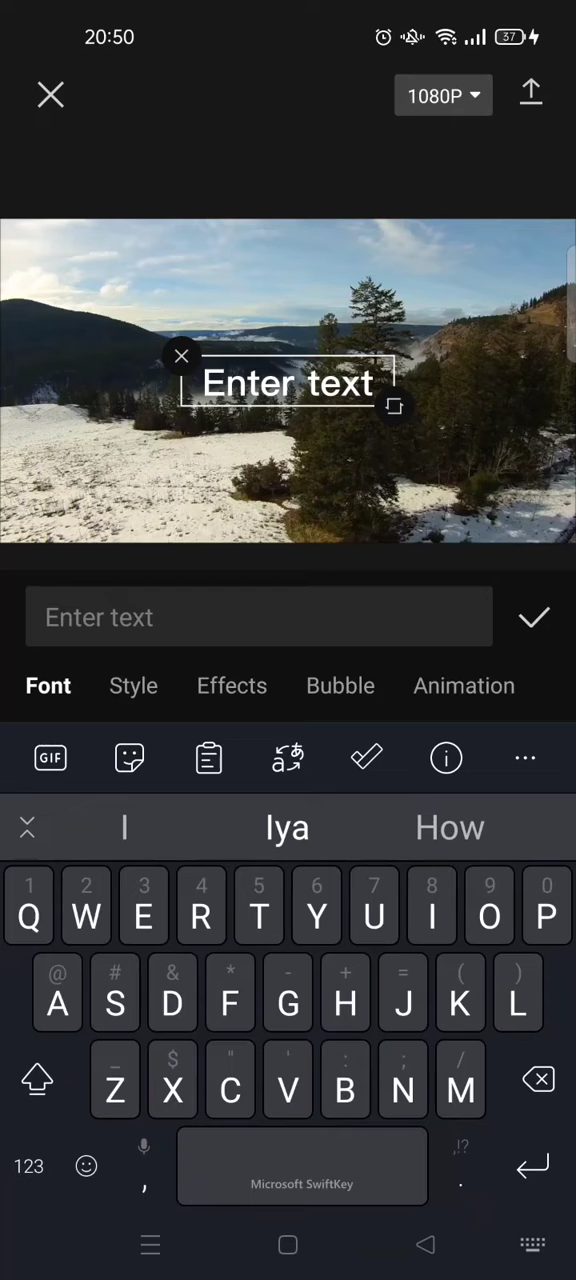 20:50
37
1080P
Enter text
Enter text
Font Style Effects Bubble Animation
GIF
I Iya How
1 2 3 4 5 6 7 8 9 0
Q W E R T Y U I O P
@ # & * - + = ( )
A S D F G H J K L
_ $ " ' : ; /
Z X C V B N M
123 , Microsoft SwiftKey ,!? .